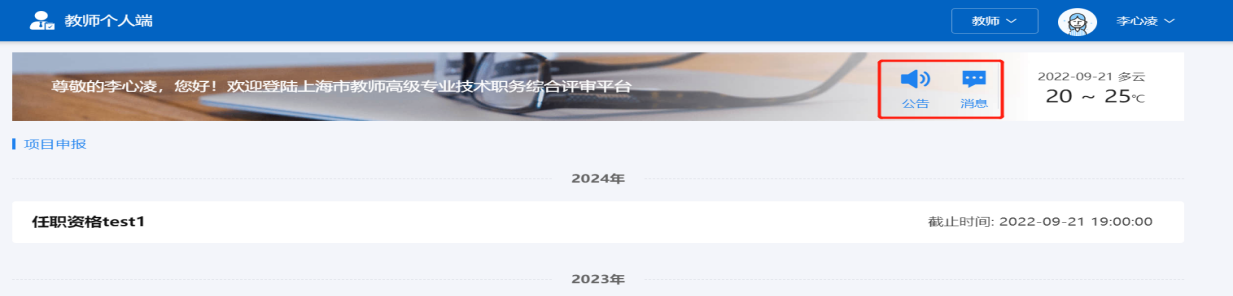 教师个人端
教师
李心凌
尊敬的李心凌，您好！欢迎登陆上海市教师高级专业技术职务综合评审平台
公告
消息
2022-09-21 多云
20 ~ 25℃
项目申报
2024年
任职资格test1
截止时间: 2022-09-21 19:00:00
2023年